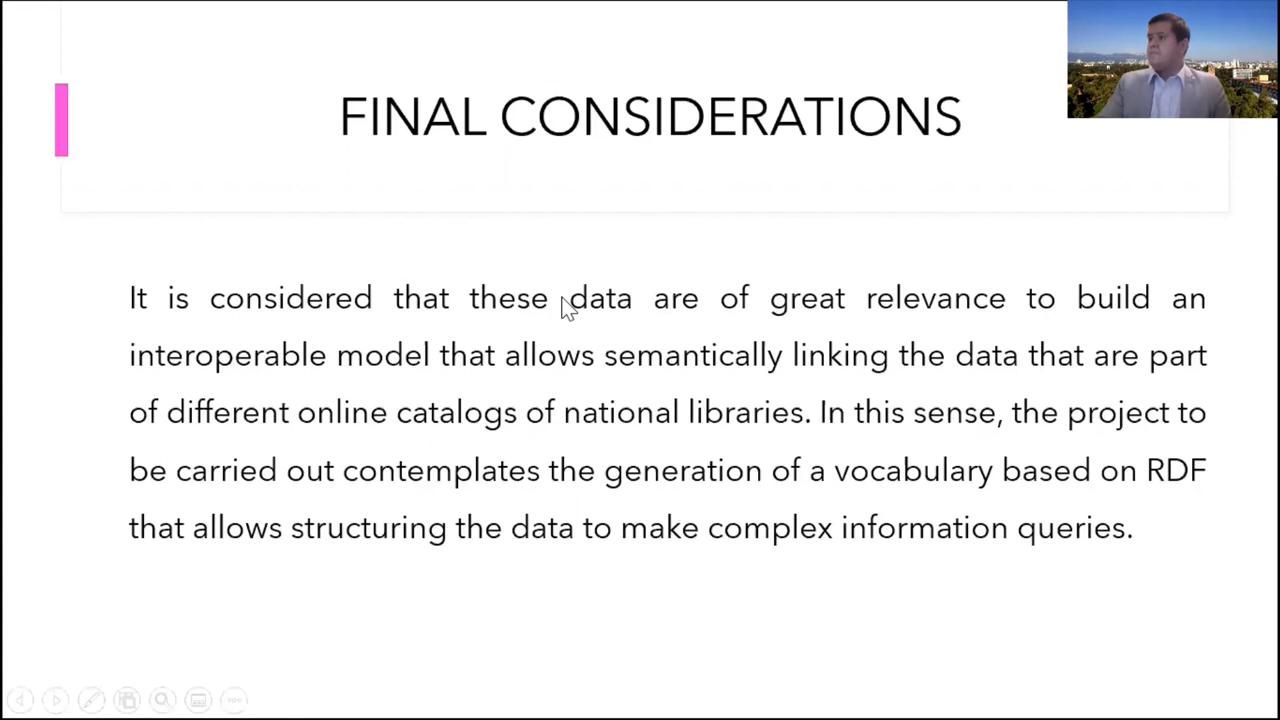 FINAL CONSIDERATIONS
It is considered that these data are of great relevance to build an
interoperable model that allows semantically linking the data that are part
of different online catalogs of national libraries. In this sense, the project to
be carried out contemplates the generation of a vocabulary based on RDF
that allows structuring the data to make complex information queries.